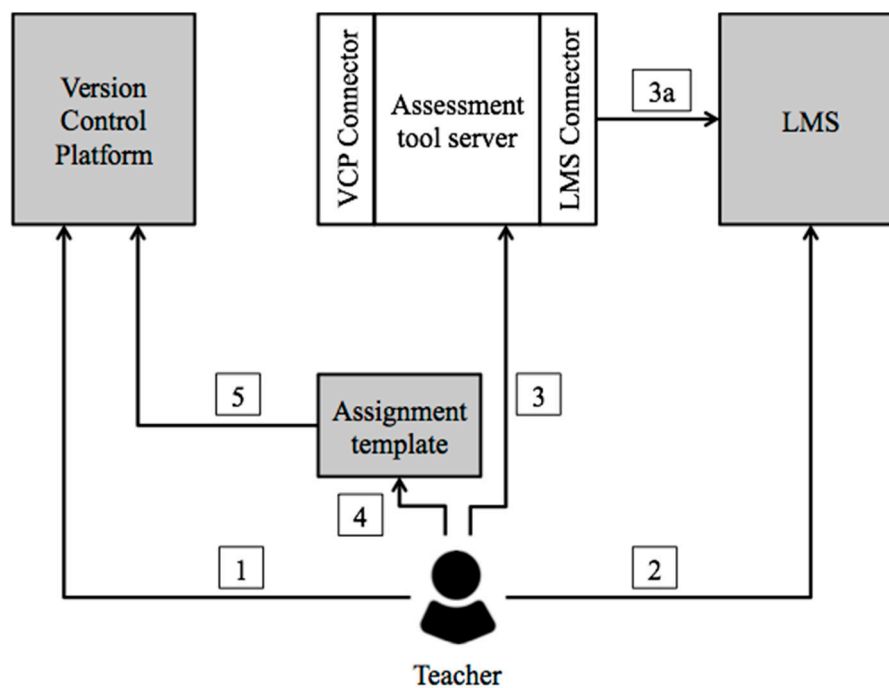 Version
Control
Platform
VCP Connector
Assessment
tool server
LMS Connector
3a
LMS
5
Assignment
template
3
4
1
2
Teacher